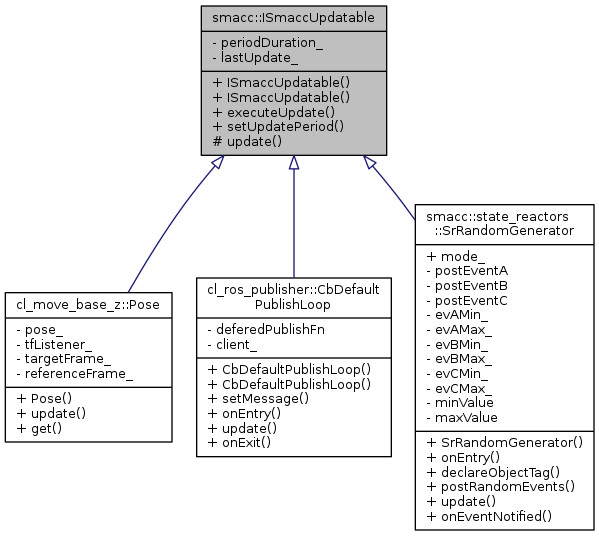 smacc::ISmaccUpdatable
- periodDuration_
- lastUpdate_
+ ISmaccUpdatable()
+ ISmaccUpdatable()
+ executeUpdate()
+ setUpdatePeriod()
# update()
cl_move_base_z::Pose
- pose_
- tfListener_
- targetFrame_
- referenceFrame_
+ Pose()
+ update()
+ get()
cl_ros_publisher::CbDefault
PublishLoop
- deferedPublishFn
- client_
+ CbDefaultPublishLoop()
+ CbDefaultPublishLoop()
+ setMessage()
+ onEntry()
+ update()
+ onExit()
smacc::state_reactors
::SrRandomGenerator
+ mode_
- postEventA
- postEventB
- postEventC
- evAMin_
- evAMax_
- evBMin_
- evBMax_
- evCMin_
- evCMax_
- minValue
- maxValue
+ SrRandomGenerator()
+ onEntry()
+ declareObjectTag()
+ postRandomEvents()
+ update()
+ onEventNotified()